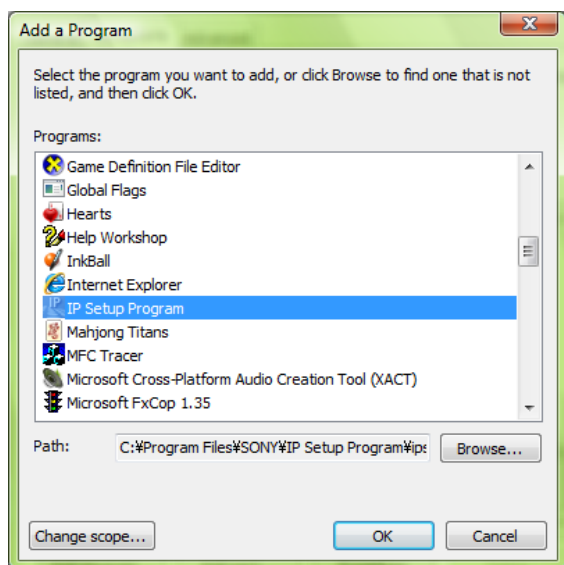 Add a Program
Select the program you want to add, or click Browse to find one that is not
listed, and then click OK.
Programs:
Game Definition File Editor
Global Flags
Hearts
Help Workshop
InkBall
Internet Explorer
IP Setup Program
Mahjong Titans
MFC Tracer
Microsoft Cross-Platform Audio Creation Tool (XACT)
Microsoft FxCop 1.35
Path: C:¥Program Files¥SONY¥IP Setup Program¥ips Browse...
Change scope... OK Cancel